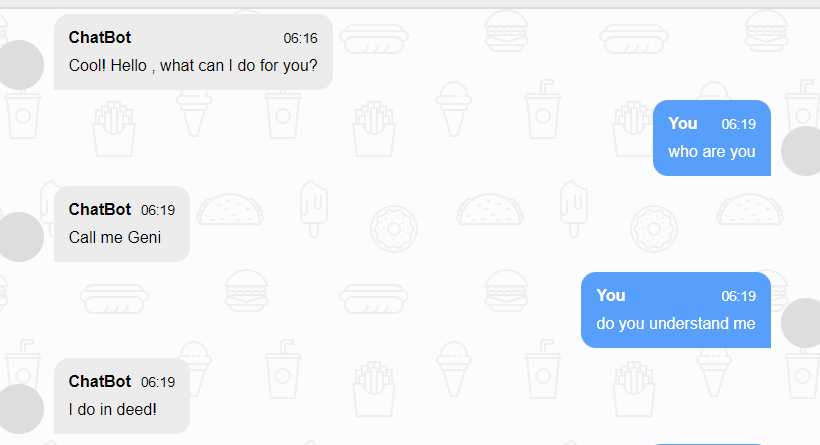 ChatBot 06:16
Cool! Hello , what can I do for you?
You 06:19
who are you
ChatBot 06:19
Call me Geni
You 06:19
do you understand me
ChatBot 06:19
I do in deed!